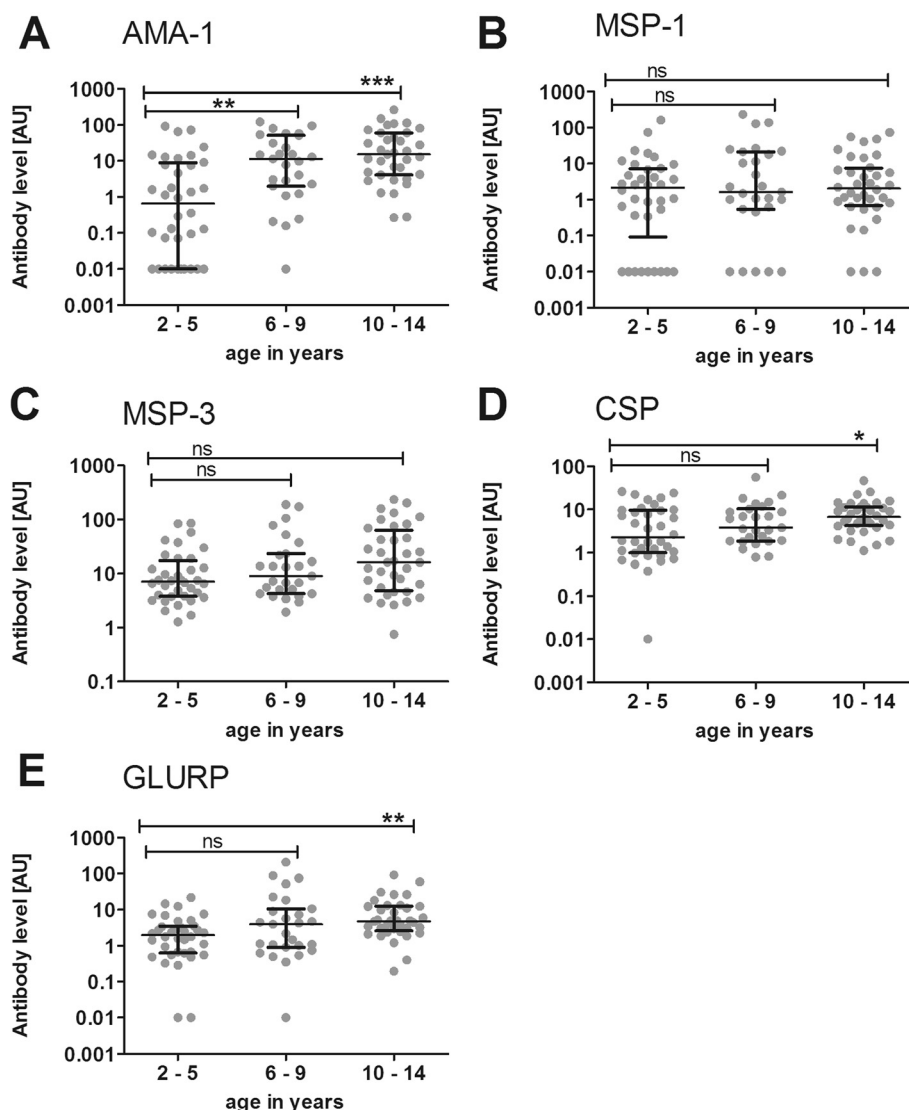 A
AMA-1
***
**
Antibody level [AU]
1000
100
10
1
0.1
0.01
0.001
2 - 5
6 - 9
10 - 14
age in years
B
MSP-1
ns
ns
Antibody level [AU]
1000
100
10
1
0.1
0.01
0.001
2 - 5
6 - 9
10 - 14
age in years
C
MSP-3
ns
ns
Antibody level [AU]
1000
100
10
1
0.1
2 - 5
6 - 9
10 - 14
age in years
D
CSP
*
ns
Antibody level [AU]
100
10
1
0.1
0.01
0.001
2 - 5
6 - 9
10 - 14
age in years
E
GLURP
**
ns
Antibody level [AU]
1000
100
10
1
0.1
0.01
0.001
2 - 5
6 - 9
10 - 14
age in years